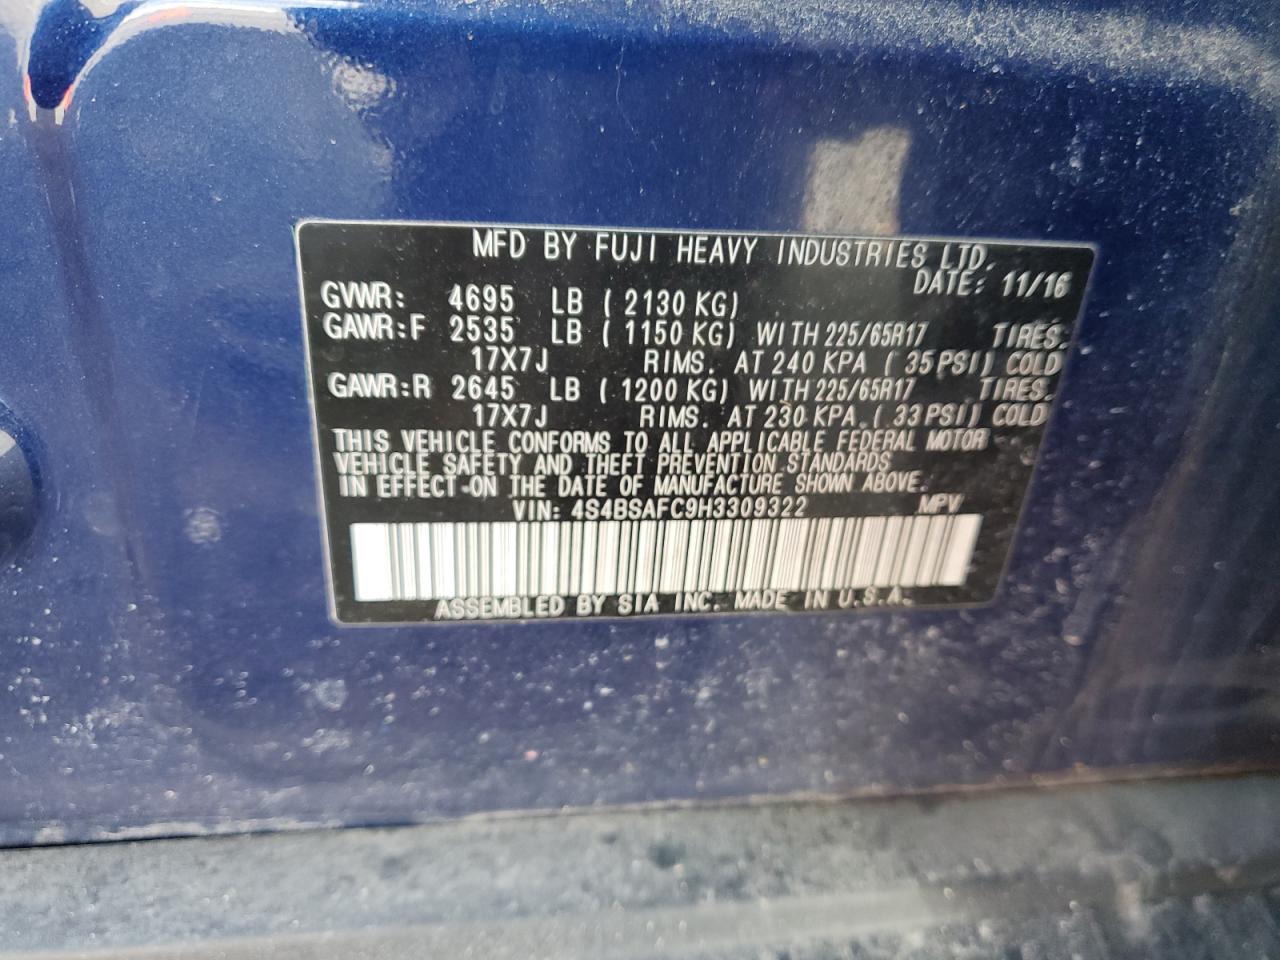 MFD BY FUJI HEAVY INDUSTRIES LTD.
DATE: 11/16
GVWR: 4695 LB ( 2130 KG)
GAWR:F 2535 LB ( 1150 KG) WITH 225/65R17 TIRES.
17X7J RIMS. AT 240 KPA ( 35 PSI) COLD
GAWR:R 2645 LB ( 1200 KG) WITH 225/65R17 TIRES.
17X7J RIMS. AT 230 KPA. ( 33 PSI) COLD
THIS VEHICLE CONFORMS TO ALL APPLICABLE FEDERAL MOTOR
VEHICLE SAFETY AND THEFT PREVENTION STANDARDS
IN EFFECT ON THE DATE OF MANUFACTURE SHOWN ABOVE.
VIN: 4S4BSAFC9H3309322 MPV
ASSEMBLED BY SIA INC. MADE IN U.S.A.